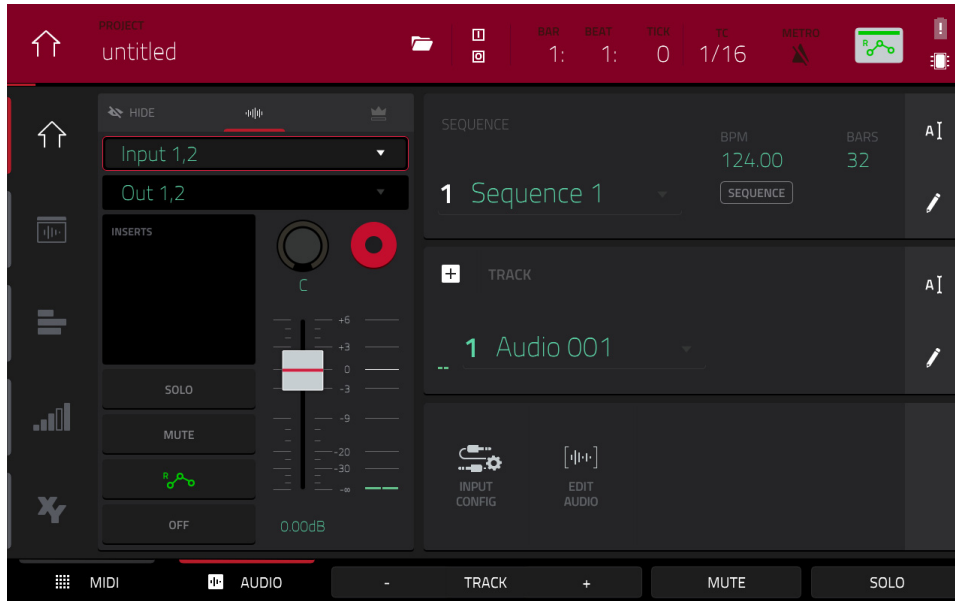 PROJECT
untitled
BAR BEAT TICK TC METRO
1: 1: 0 1/16
R
!
HIDE
Input 1,2
Out 1,2
INSERTS
C
+6
+3
0
-3
-9
-20
-30
-∞
0.00dB
SOLO
MUTE
R
OFF
SEQUENCE
1 Sequence 1
BPM
124.00
SEQUENCE
BARS
32
A
TRACK
-- 1 Audio 001
A
INPUT
CONFIG
EDIT
AUDIO
XY
MIDI AUDIO - TRACK + MUTE SOLO